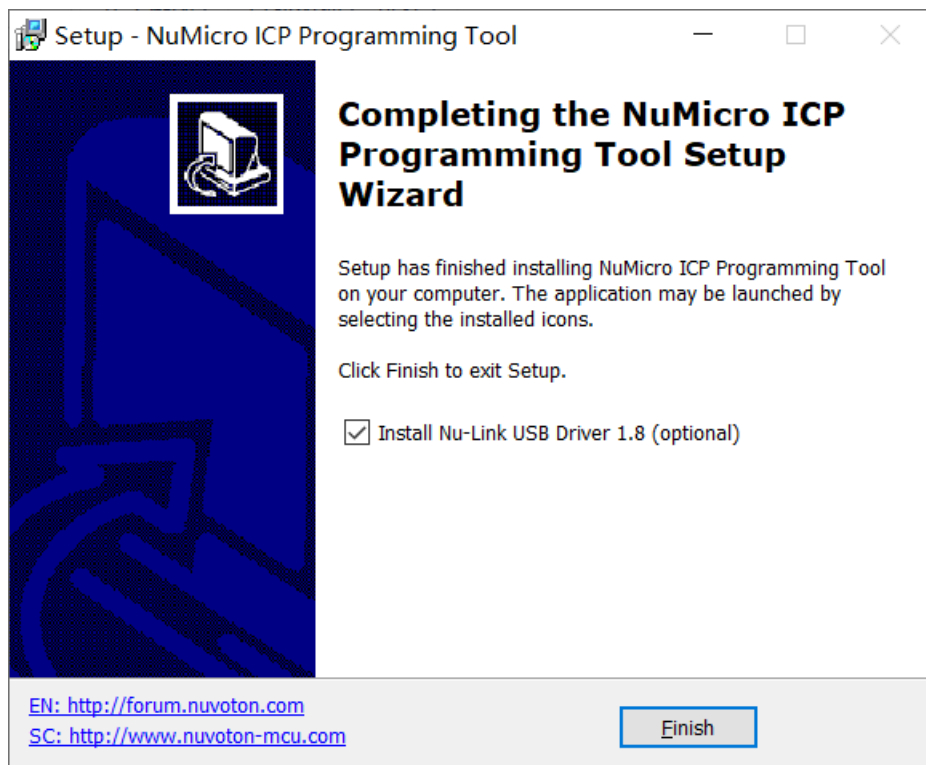 Setup - NuMicro ICP Programming Tool
Completing the NuMicro ICP
Programming Tool Setup
Wizard
Setup has finished installing NuMicro ICP Programming Tool
on your computer. The application may be launched by
selecting the installed icons.
Click Finish to exit Setup.
Install Nu-Link USB Driver 1.8 (optional)
EN: http://forum.nuvoton.com
SC: http://www.nuvoton-mcu.com
Finish